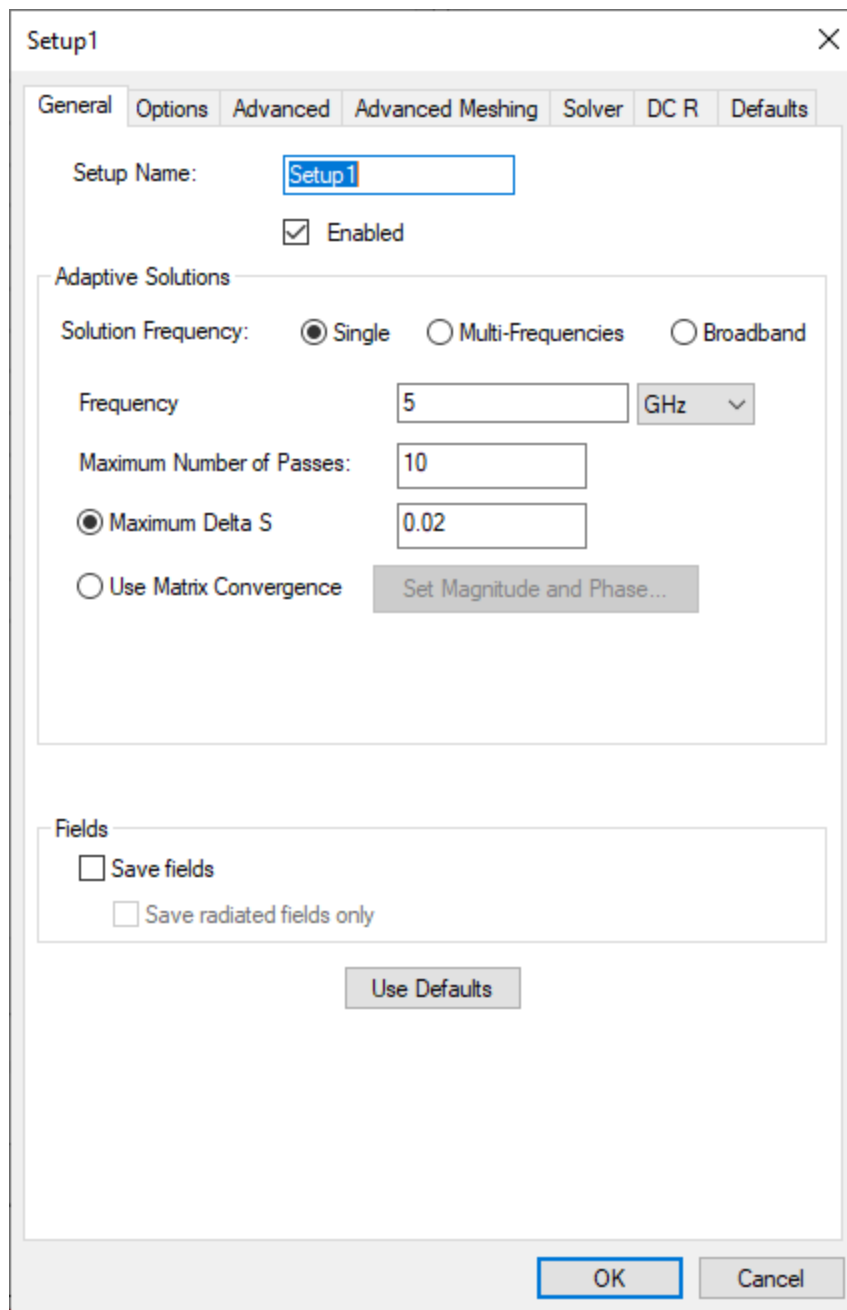 Setup1
General Options Advanced Advanced Meshing Solver DC R Defaults
Setup Name: Setup1
Enabled
Adaptive Solutions
Solution Frequency: Single Multi-Frequencies Broadband
Frequency 5 GHz
Maximum Number of Passes: 10
Maximum Delta S 0.02
Use Matrix Convergence Set Magnitude and Phase...
Fields
Save fields
Save radiated fields only
Use Defaults
OK Cancel